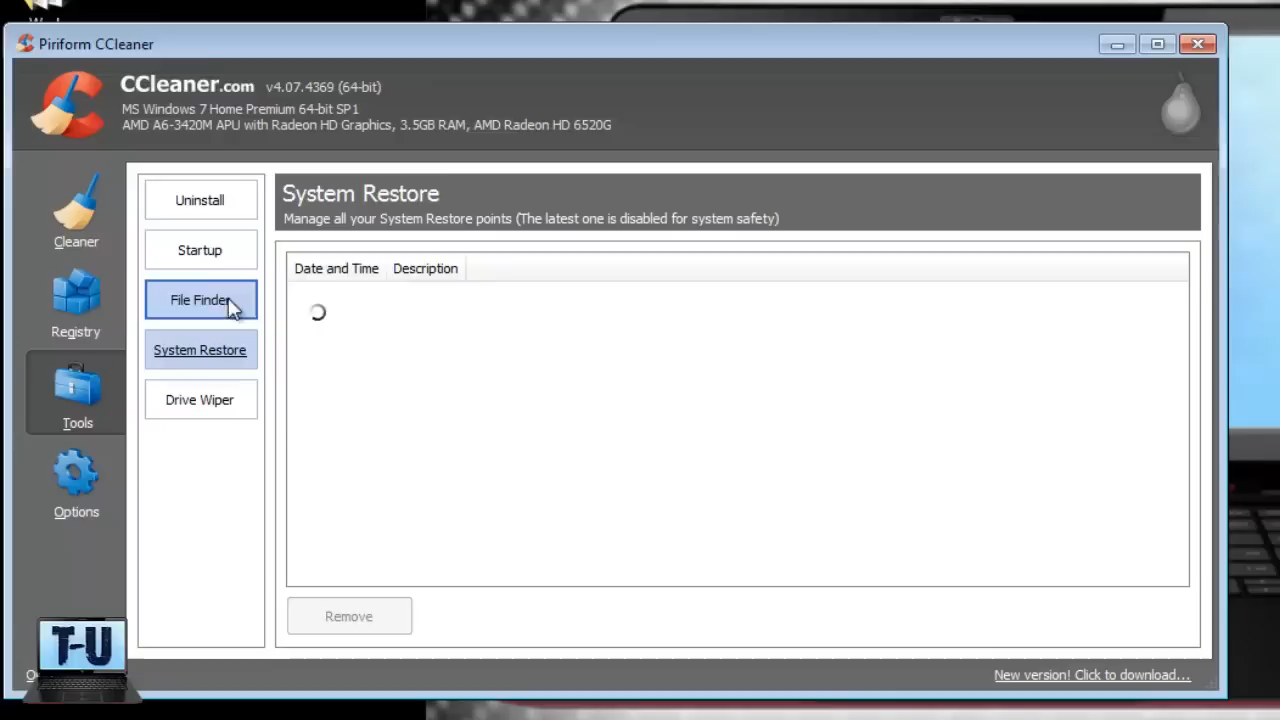 Piriform CCleaner
CCleaner.com v4.07.4369 (64-bit)
MS Windows 7 Home Premium 64-bit SP1
AMD A6-3420M APU with Radeon HD Graphics, 3.5GB RAM, AMD Radeon HD 6520G
Cleaner
Registry
Tools
Options
Uninstall
Startup
File Finder
System Restore
Drive Wiper
System Restore
Manage all your System Restore points (The latest one is disabled for system safety)
Date and Time Description
Remove
T-U
New version! Click to download...